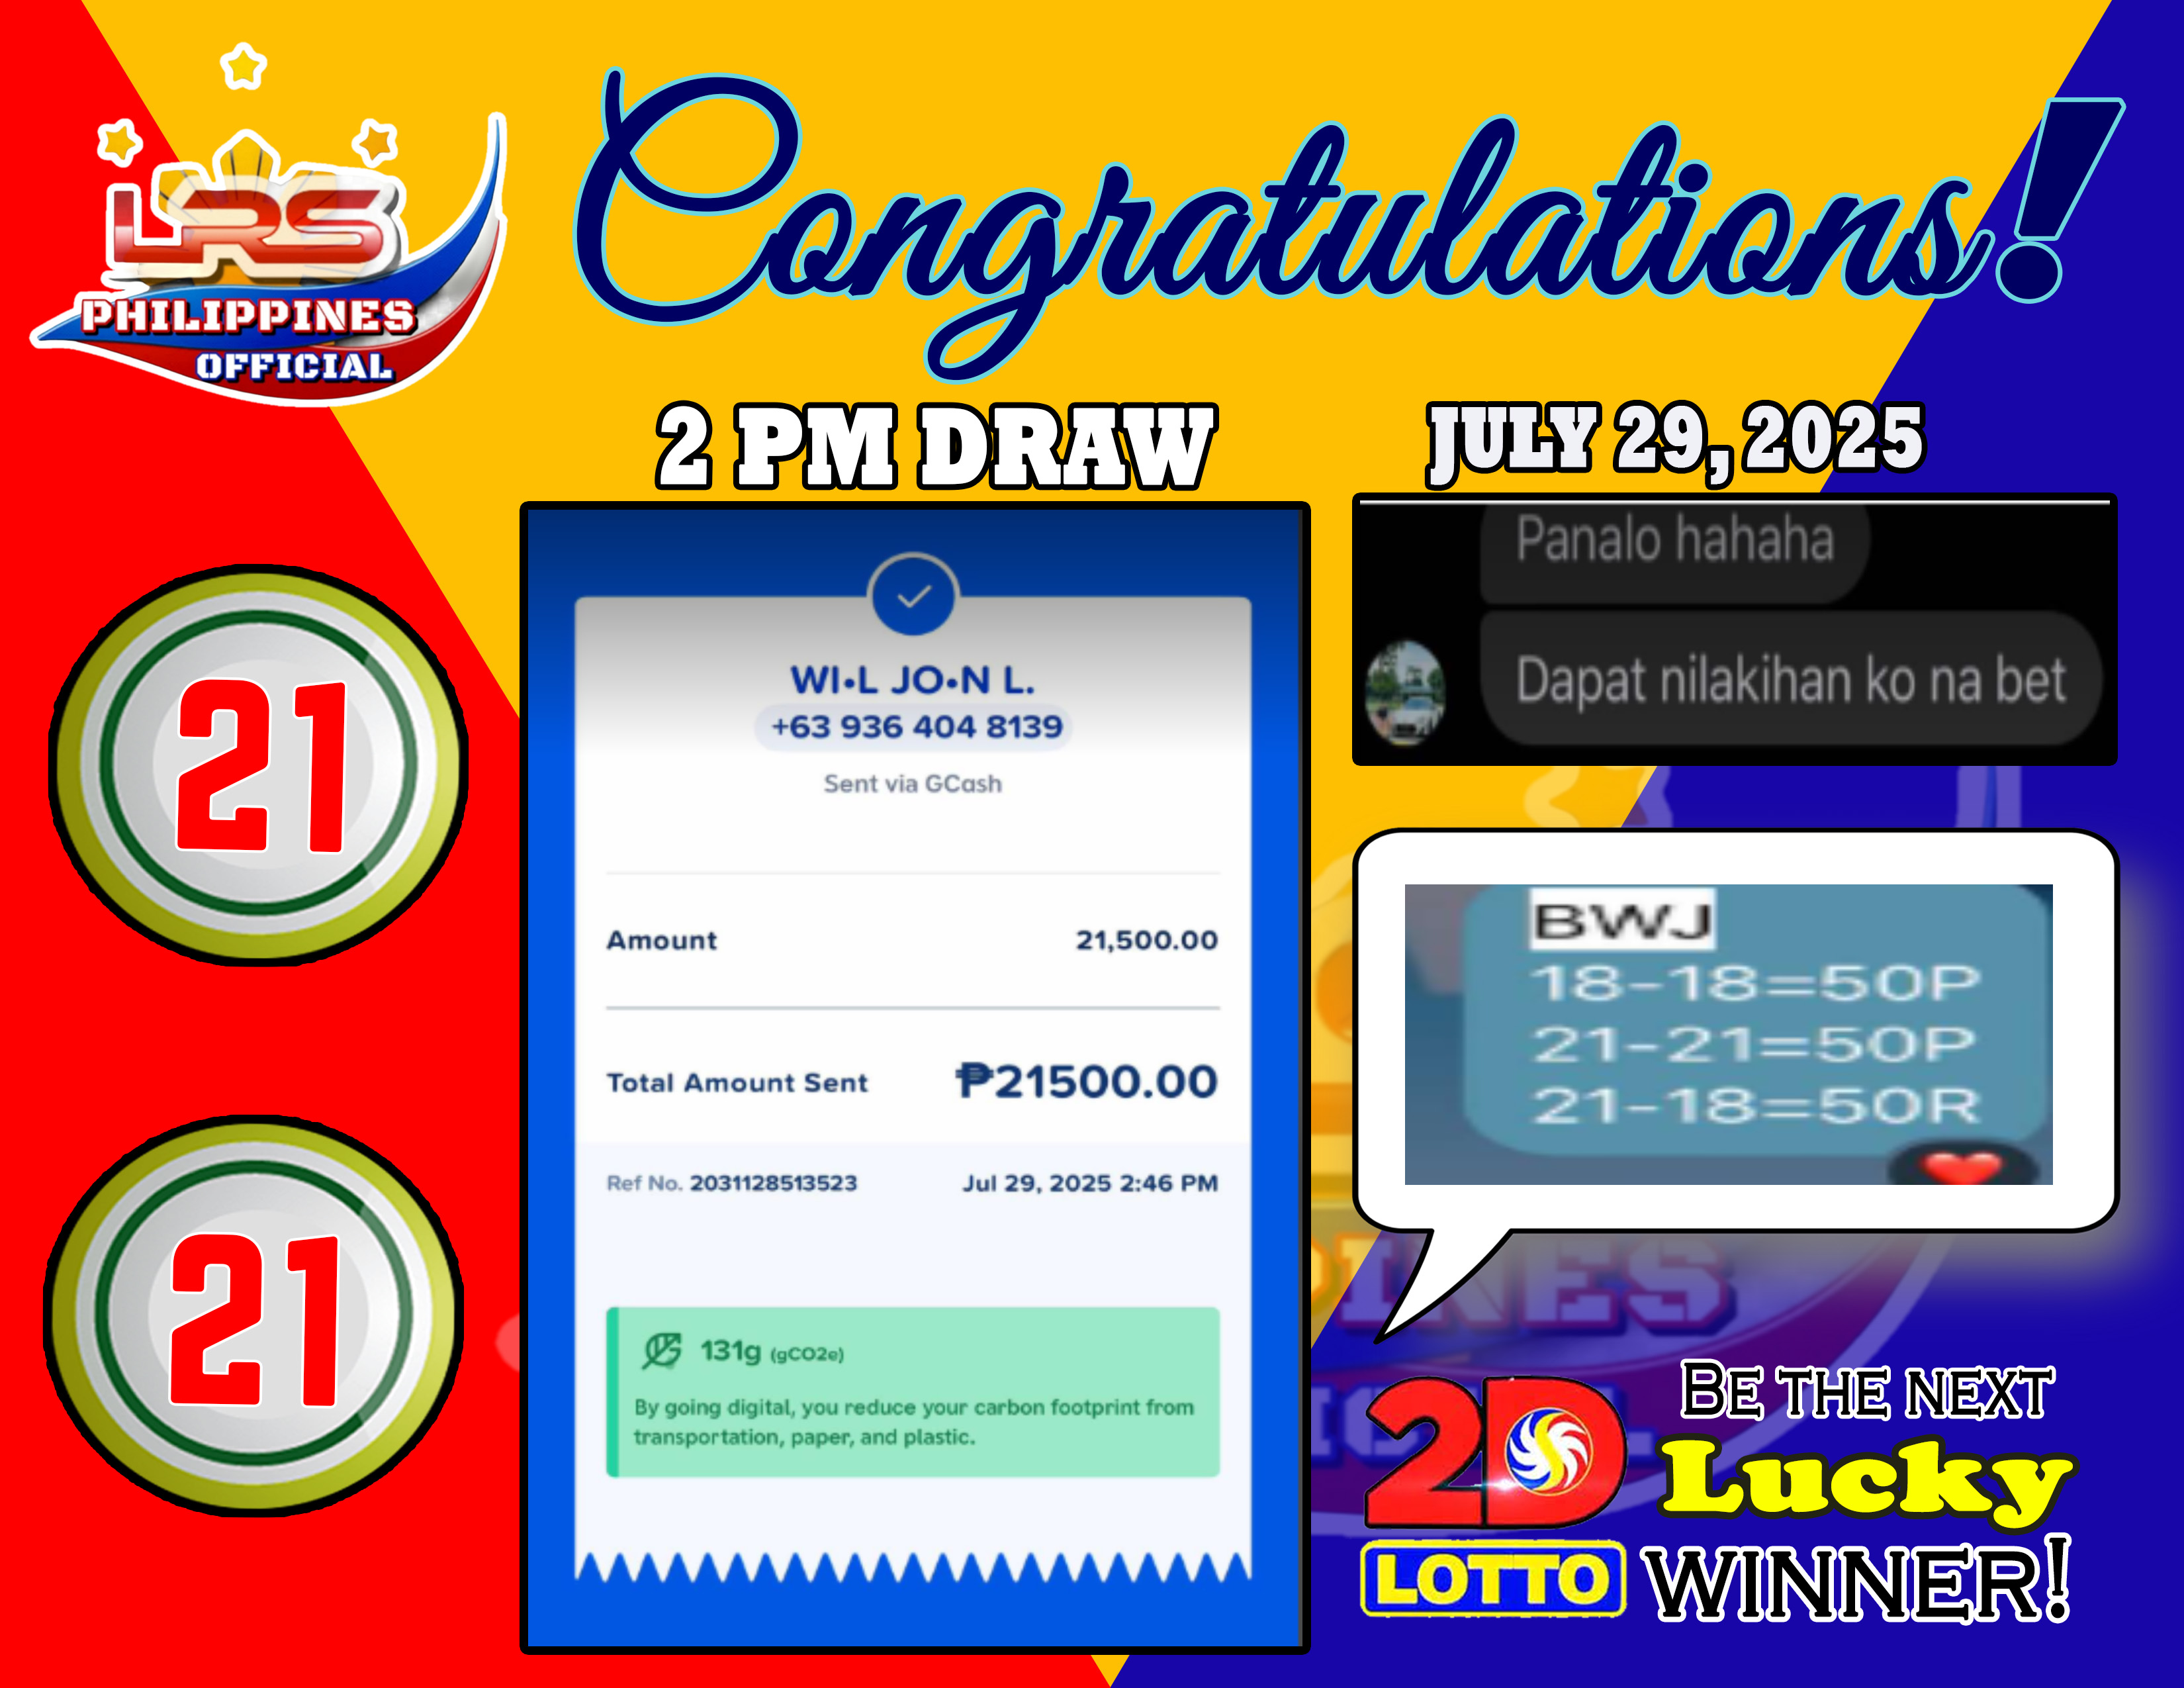 LRS
PHILIPPINES
OFFICIAL
Congratulations!
2 PM DRAW
JULY 29, 2025
21
21
WI•L JO•N L.
+63 936 404 8139
Sent via GCash
Amount 21,500.00
Total Amount Sent ₱21500.00
Ref No. 2031128513523 Jul 29, 2025 2:46 PM
131g (gCO2e)
By going digital, you reduce your carbon footprint from
transportation, paper, and plastic.
Panalo hahaha
Dapat nilakihan ko na bet
BWJ
18-18=50P
21-21=50P
21-18=50R
2D
LOTTO
BE THE NEXT
Lucky
WINNER!